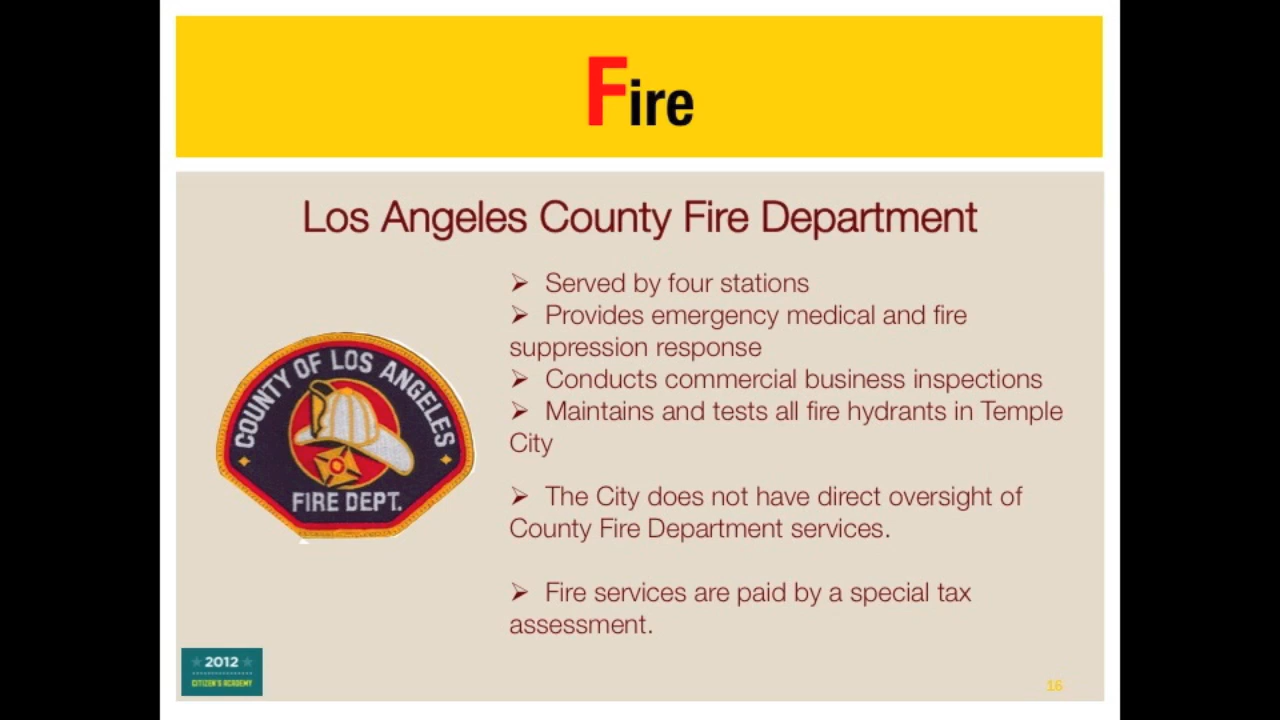 Fire
Los Angeles County Fire Department
➢ Served by four stations
➢ Provides emergency medical and fire
suppression response
➢ Conducts commercial business inspections
➢ Maintains and tests all fire hydrants in Temple
City
➢ The City does not have direct oversight of
County Fire Department services.
➢ Fire services are paid by a special tax
assessment.
COUNTY OF LOS ANGELES
FIRE DEPT.
2012
CITIZEN'S ACADEMY
16